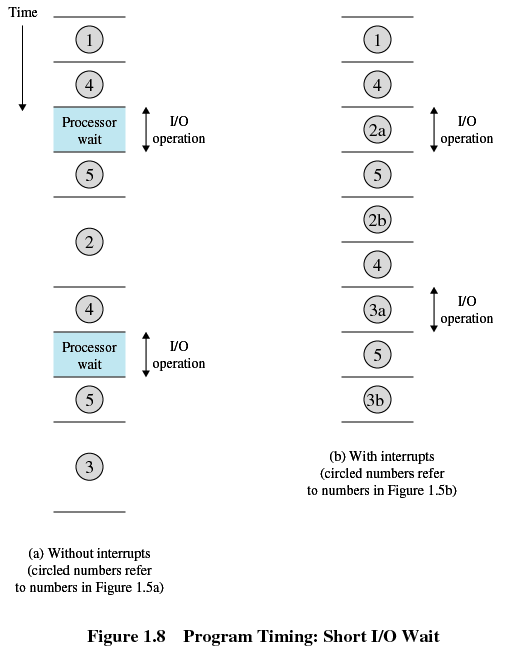 Time
1
4
Processor
wait
I/O
operation
5
2
4
Processor
wait
I/O
operation
5
3
(a) Without interrupts
(circled numbers refer
to numbers in Figure 1.5a)
1
4
2a
I/O
operation
5
2b
4
3a
I/O
operation
5
3b
(b) With interrupts
(circled numbers refer
to numbers in Figure 1.5b)
Figure 1.8 Program Timing: Short I/O Wait